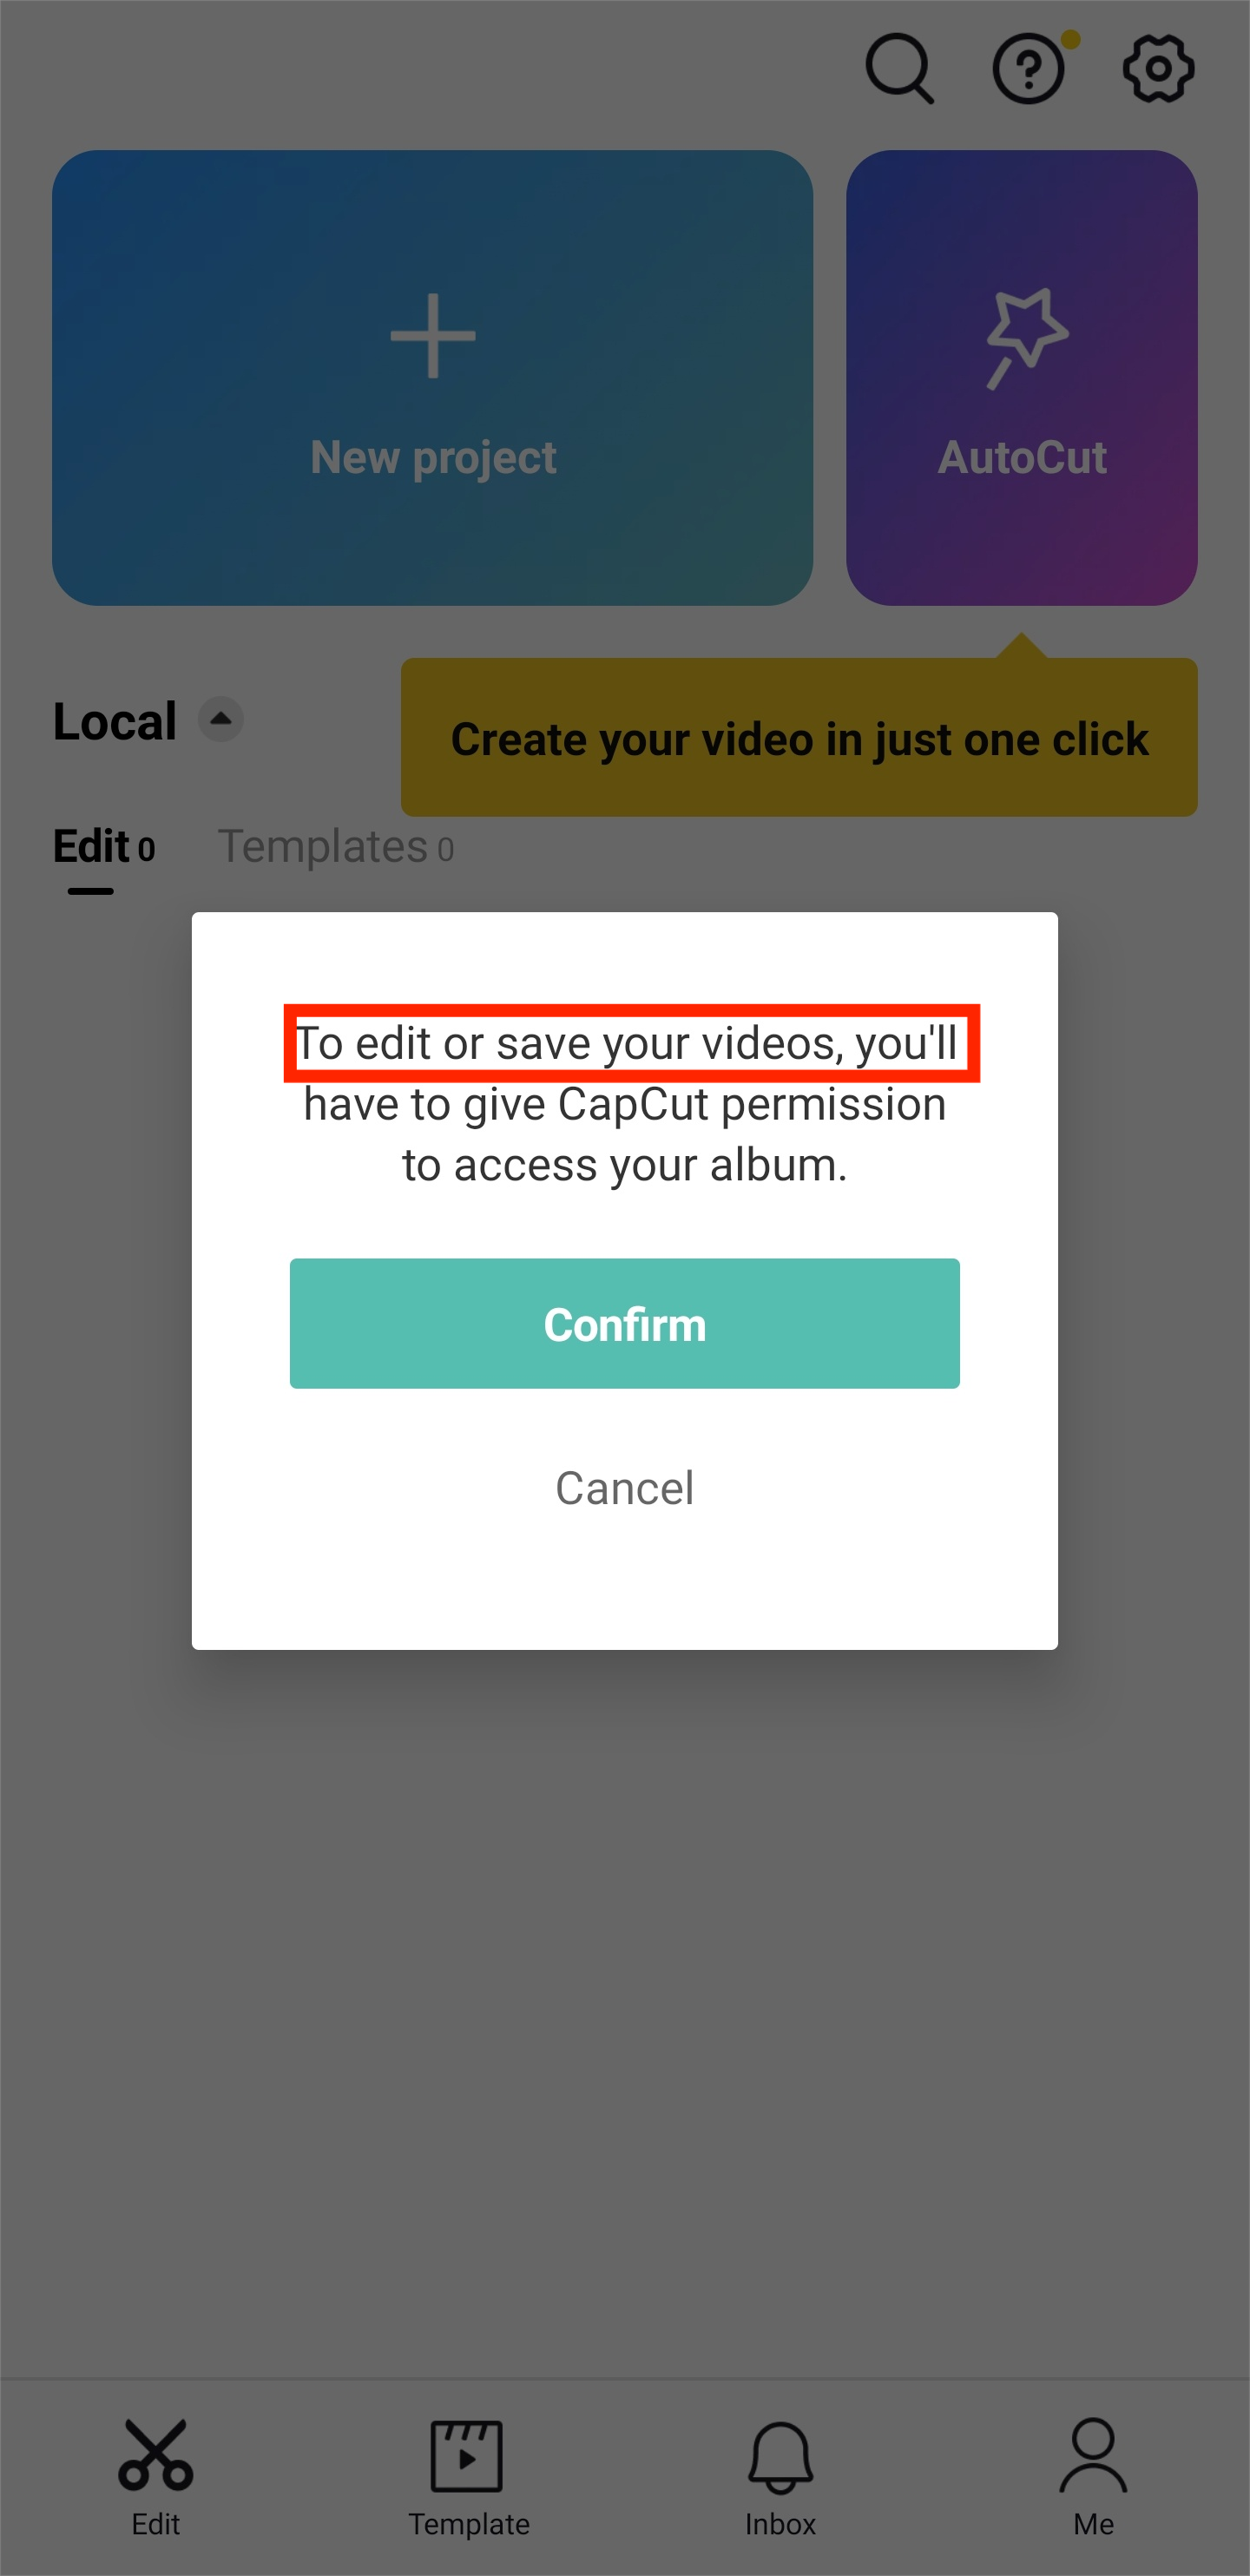 New project
AutoCut
Local
Create your video in just one click
Edit 0
Templates 0
To edit or save your videos, you'll
have to give CapCut permission
to access your album.
Confirm
Cancel
Edit
Template
Inbox
Me